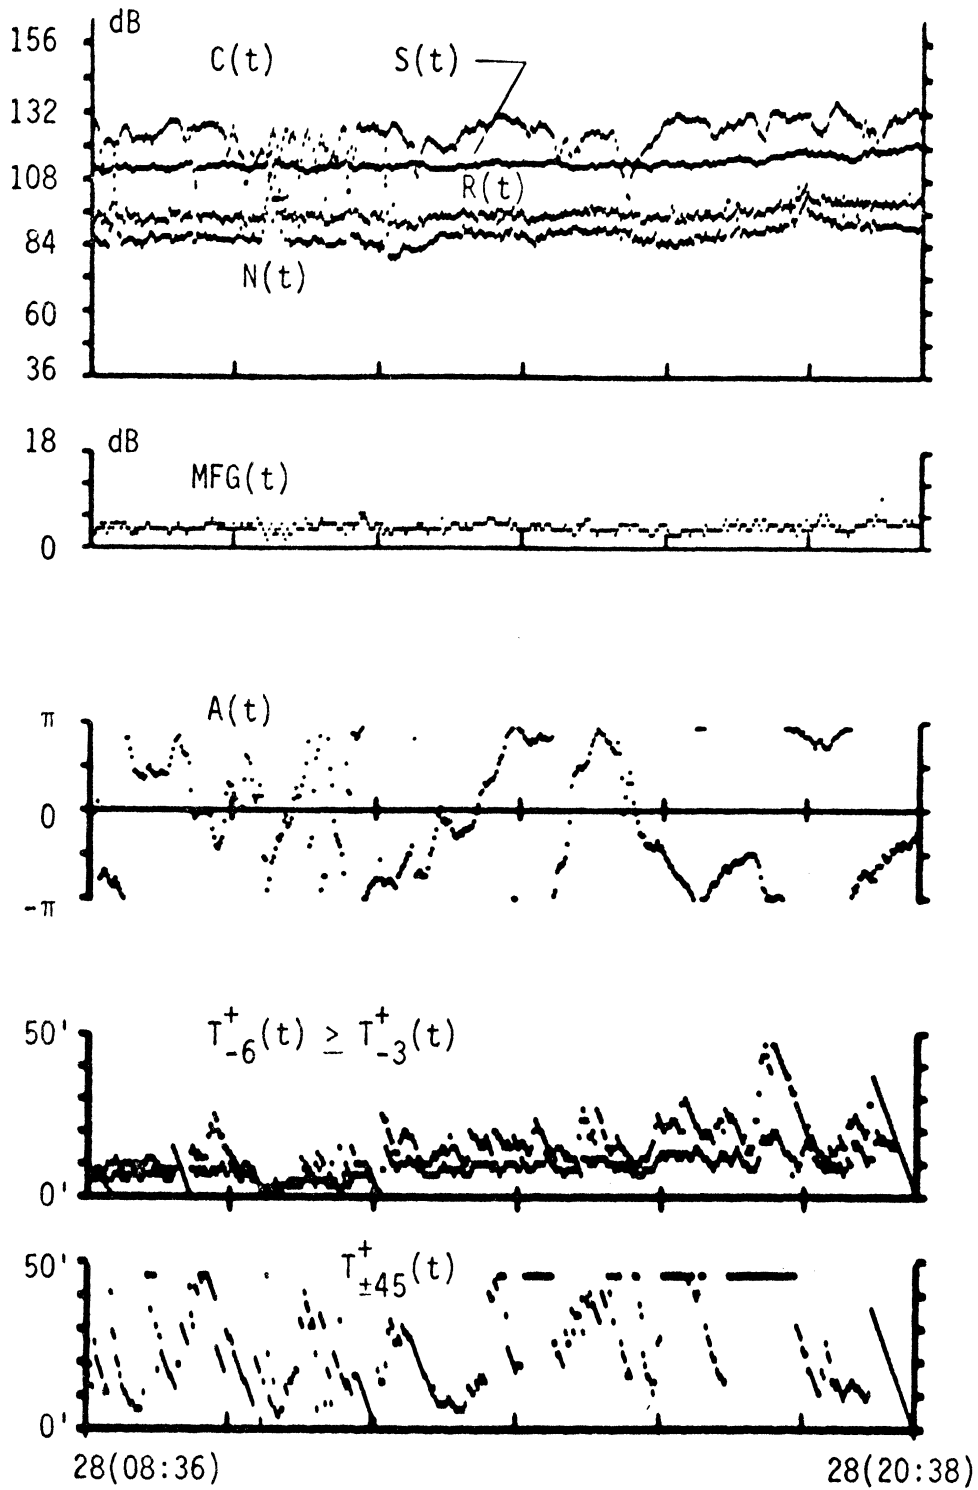 dB
156
C(t) S(t)
132
108
R(t)
84
N(t)
60
36
18 dB
MFG(t)
0
π A(t)
0
-π
50' T⁺₋₆(t) ≥ T⁺₋₃(t)
0'
50' T⁺±45(t)
0'
28(08:36) 28(20:38)